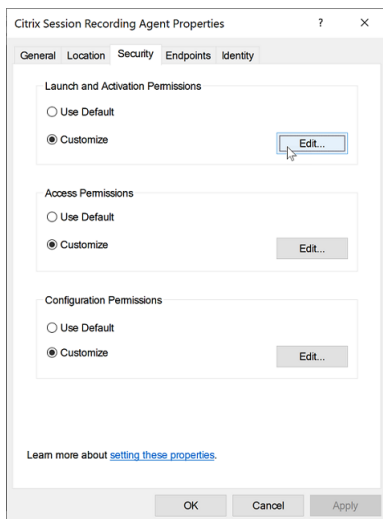 Citrix Session Recording Agent Properties ? ×
General Location Security Endpoints Identity
Launch and Activation Permissions
Use Default
Customize
Edit...
Access Permissions
Use Default
Customize
Edit...
Configuration Permissions
Use Default
Customize
Edit...
Learn more about setting these properties.
OK Cancel Apply